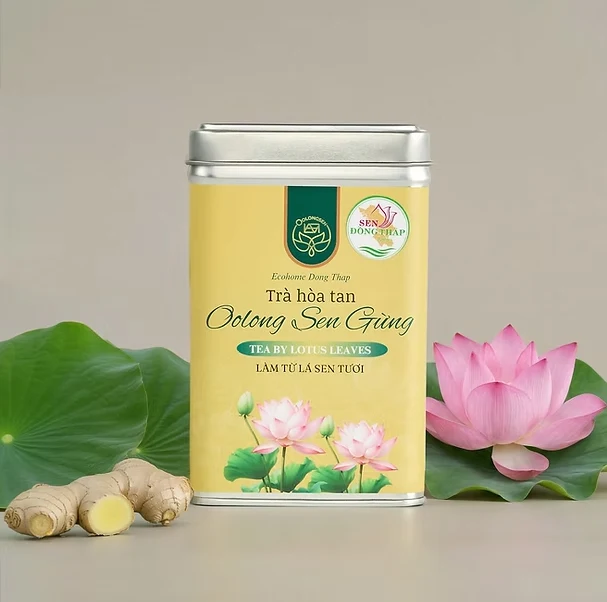 OOLONGSEN
SEN
ĐỒNG THÁP
Ecohome Dong Thap
Trà hòa tan
Oolong Sen Gừng
TEA BY LOTUS LEAVES
LÀM TỪ LÁ SEN TƯƠI